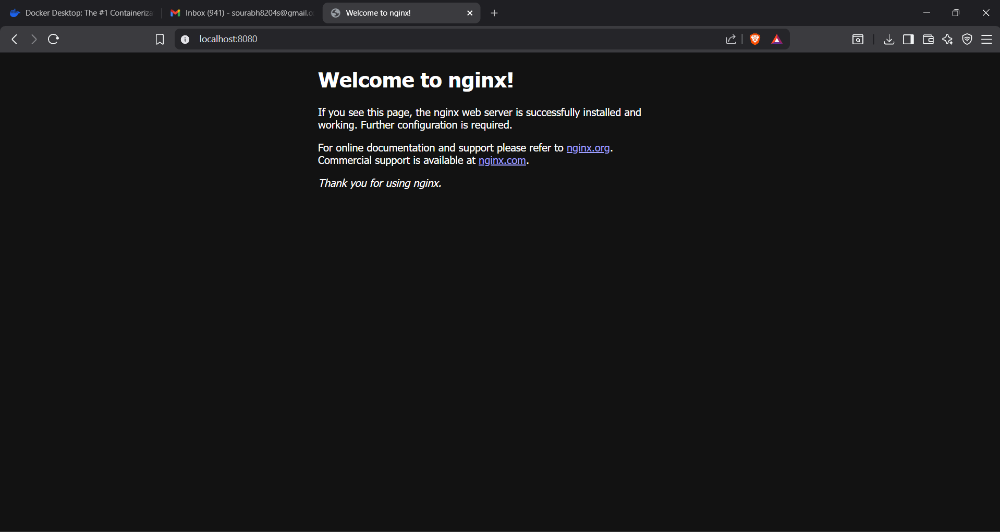 Docker Desktop: The #1 Containeriza
Inbox (941) - sourabh8204s@gmail.c
Welcome to nginx!
localhost:8080
Welcome to nginx!
If you see this page, the nginx web server is successfully installed and
working. Further configuration is required.
For online documentation and support please refer to nginx.org.
Commercial support is available at nginx.com.
Thank you for using nginx.